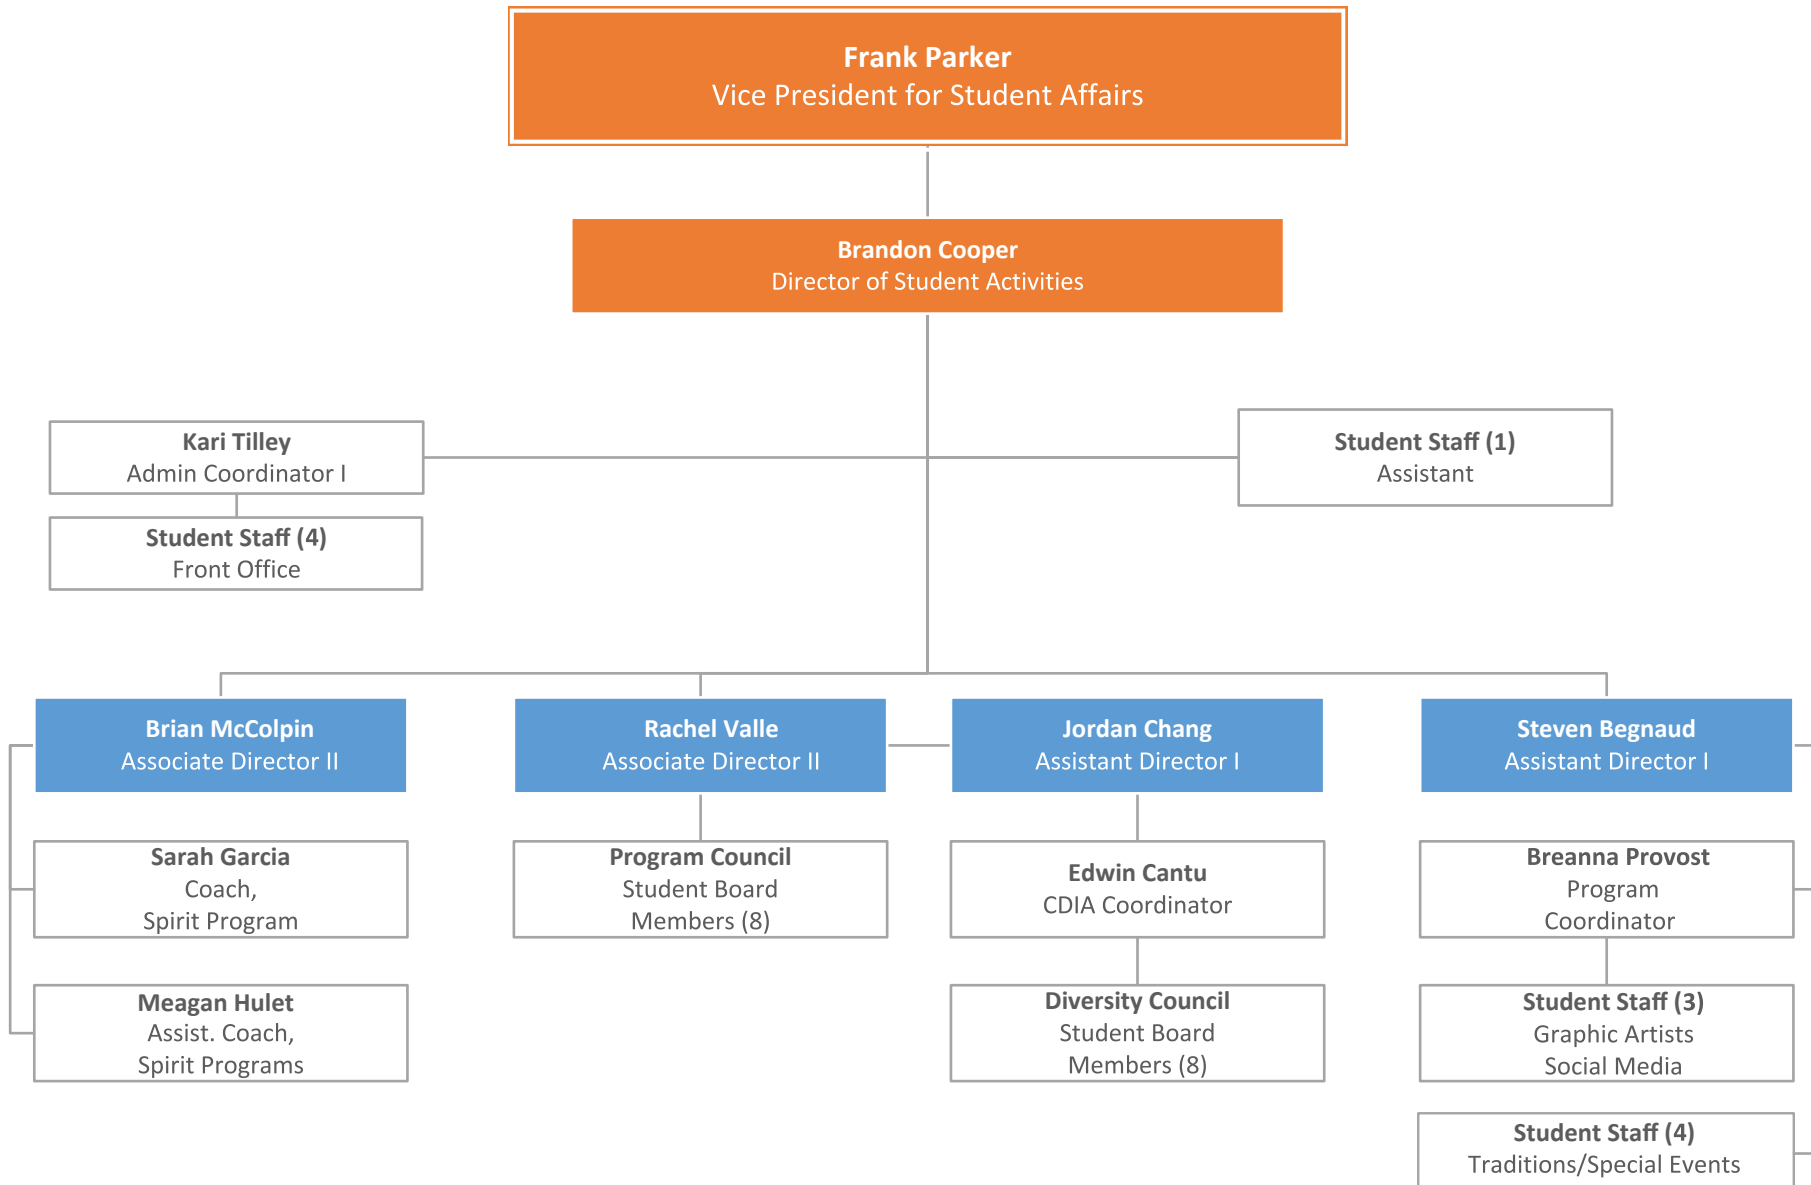 Frank Parker
Vice President for Student Affairs
Brandon Cooper
Director of Student Activities
Kari Tilley
Admin Coordinator I
Student Staff (1)
Assistant
Student Staff (4)
Front Office
Brian McColpin
Associate Director II
Rachel Valle
Associate Director II
Jordan Chang
Assistant Director I
Steven Begnaud
Assistant Director I
Sarah Garcia
Coach,
Spirit Program
Program Council
Student Board
Members (8)
Edwin Cantu
CDIA Coordinator
Breanna Provost
Program
Coordinator
Meagan Hulet
Assist. Coach,
Spirit Programs
Diversity Council
Student Board
Members (8)
Student Staff (3)
Graphic Artists
Social Media
Student Staff (4)
Traditions/Special Events